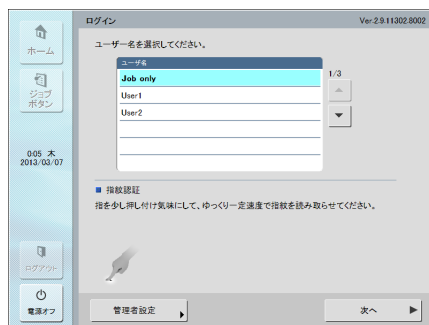 ログイン
Ver.2.9.11302.8002
ホーム
ユーザー名を選択してください。
ユーザ名
Job only
1/3
User1
User2
ジョブ
ボタン
0:05 木
2013/03/07
指紋認証
指を少し押し付け気味にして、ゆっくり一定速度で指紋を読み取らせてください。
ログアウト
電源オフ
管理者設定
次へ